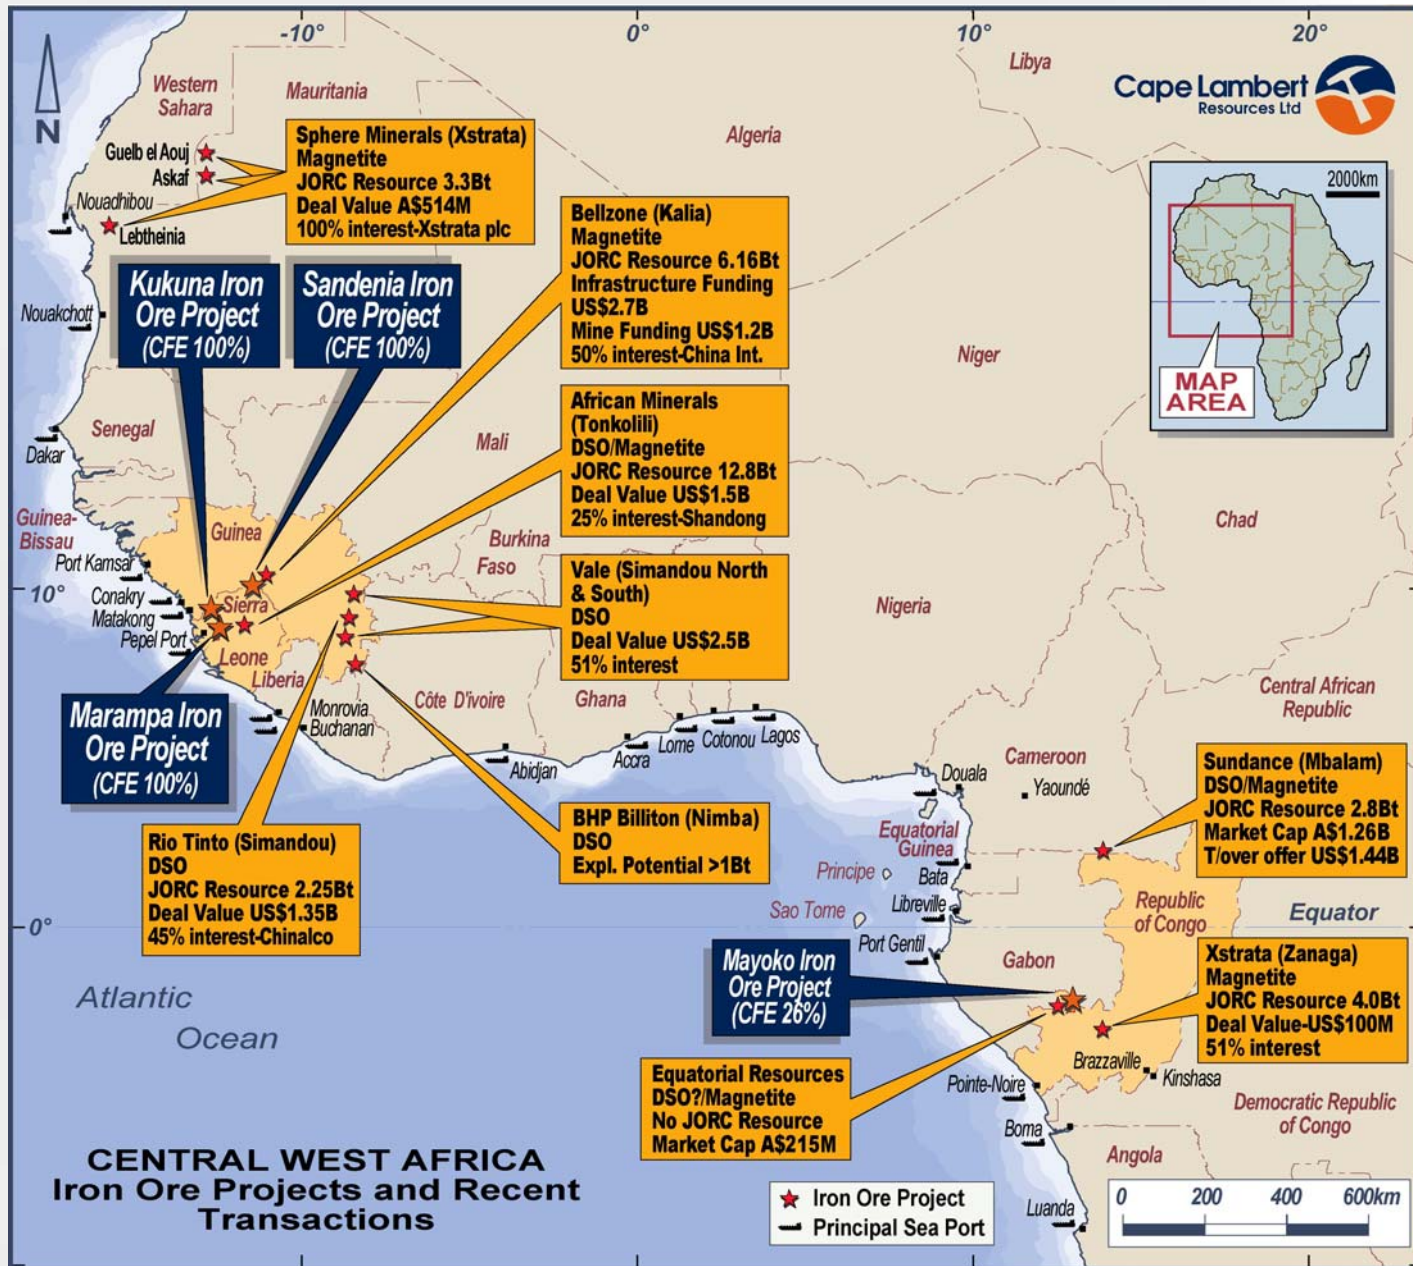 -10°
0°
10°
20°
N
Western
Sahara
Mauritania
Algeria
Libya
Cape Lambert
Resources Ltd
2000km
MAP
AREA
Guelb el Aouj
Askaf
Nouadhibou
Lebtheinia
Sphere Minerals (Xstrata)
Magnetite
JORC Resource 3.3Bt
Deal Value A$514M
100% interest-Xstrata plc
Bellzone (Kalia)
Magnetite
JORC Resource 6.16Bt
Infrastructure Funding
US$2.7B
Mine Funding US$1.2B
50% interest-China Int.
Kukuna Iron
Ore Project
(CFE 100%)
Sandenia Iron
Ore Project
(CFE 100%)
Nouakchott
Niger
African Minerals
(Tonkolili)
DSO/Magnetite
JORC Resource 12.8Bt
Deal Value US$1.5B
25% interest-Shandong
Senegal
Dakar
Mali
Guinea-
Bissau
Guinea
Burkina
Faso
Chad
Port Kamsar
10°
Conakry
Matakong
Pepel Port
Sierra
Leone
Liberia
Vale (Simandou North
& South)
DSO
Deal Value US$2.5B
51% interest
Nigeria
Marampa Iron
Ore Project
(CFE 100%)
Monrovia
Buchanan
Côte D'ivoire
Ghana
Abidjan
Accra
Lome
Cotonou
Lagos
Central African
Republic
Cameroon
Douala
Yaoundé
Sundance (Mbalam)
DSO/Magnetite
JORC Resource 2.8Bt
Market Cap A$1.26B
T/over offer US$1.44B
Rio Tinto (Simandou)
DSO
JORC Resource 2.25Bt
Deal Value US$1.35B
45% interest-Chinalco
BHP Billiton (Nimba)
DSO
Expl. Potential >1Bt
Equatorial
Guinea
Principe
Bata
Sao Tome
Libreville
Republic
of Congo
Equator
0°
Port Gentil
Gabon
Mayoko Iron
Ore Project
(CFE 26%)
Xstrata (Zanaga)
Magnetite
JORC Resource 4.0Bt
Deal Value-US$100M
51% interest
Atlantic
Ocean
Equatorial Resources
DSO?/Magnetite
No JORC Resource
Market Cap A$215M
Brazzaville
Kinshasa
Pointe-Noire
Boma
Democratic Republic
of Congo
Angola
Luanda
CENTRAL WEST AFRICA
Iron Ore Projects and Recent
Transactions
Iron Ore Project
Principal Sea Port
0 200 400 600km